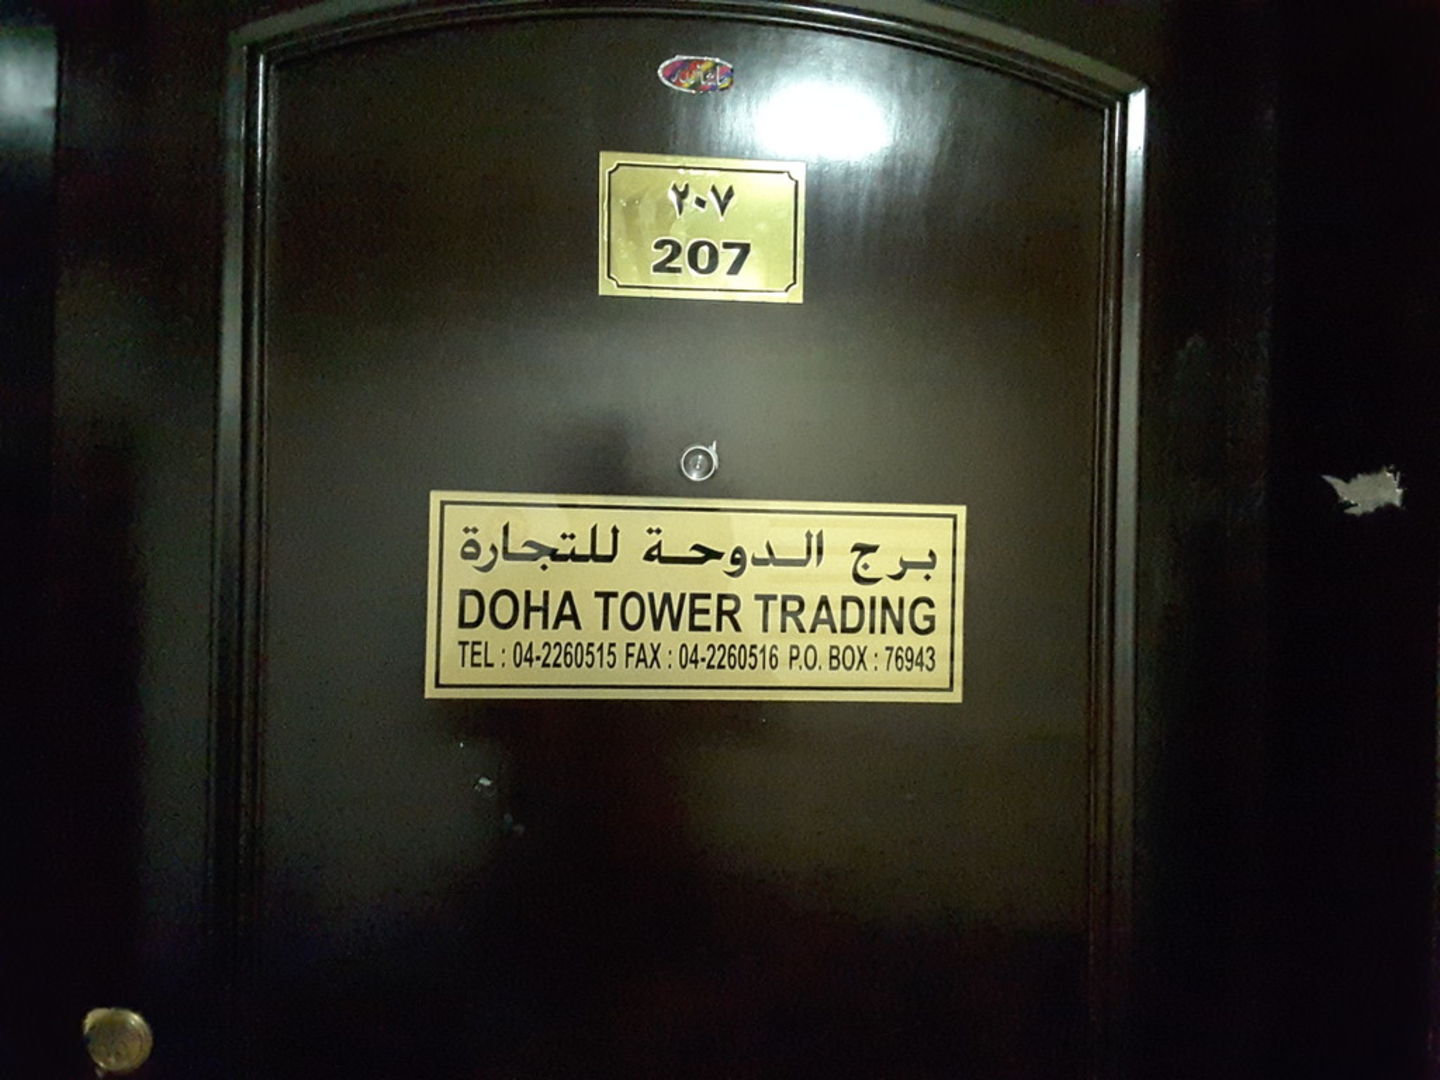 ٢٠٧
207
برج الدوحة للتجارة
DOHA TOWER TRADING
TEL : 04-2260515 FAX : 04-2260516 P.O. BOX : 76943